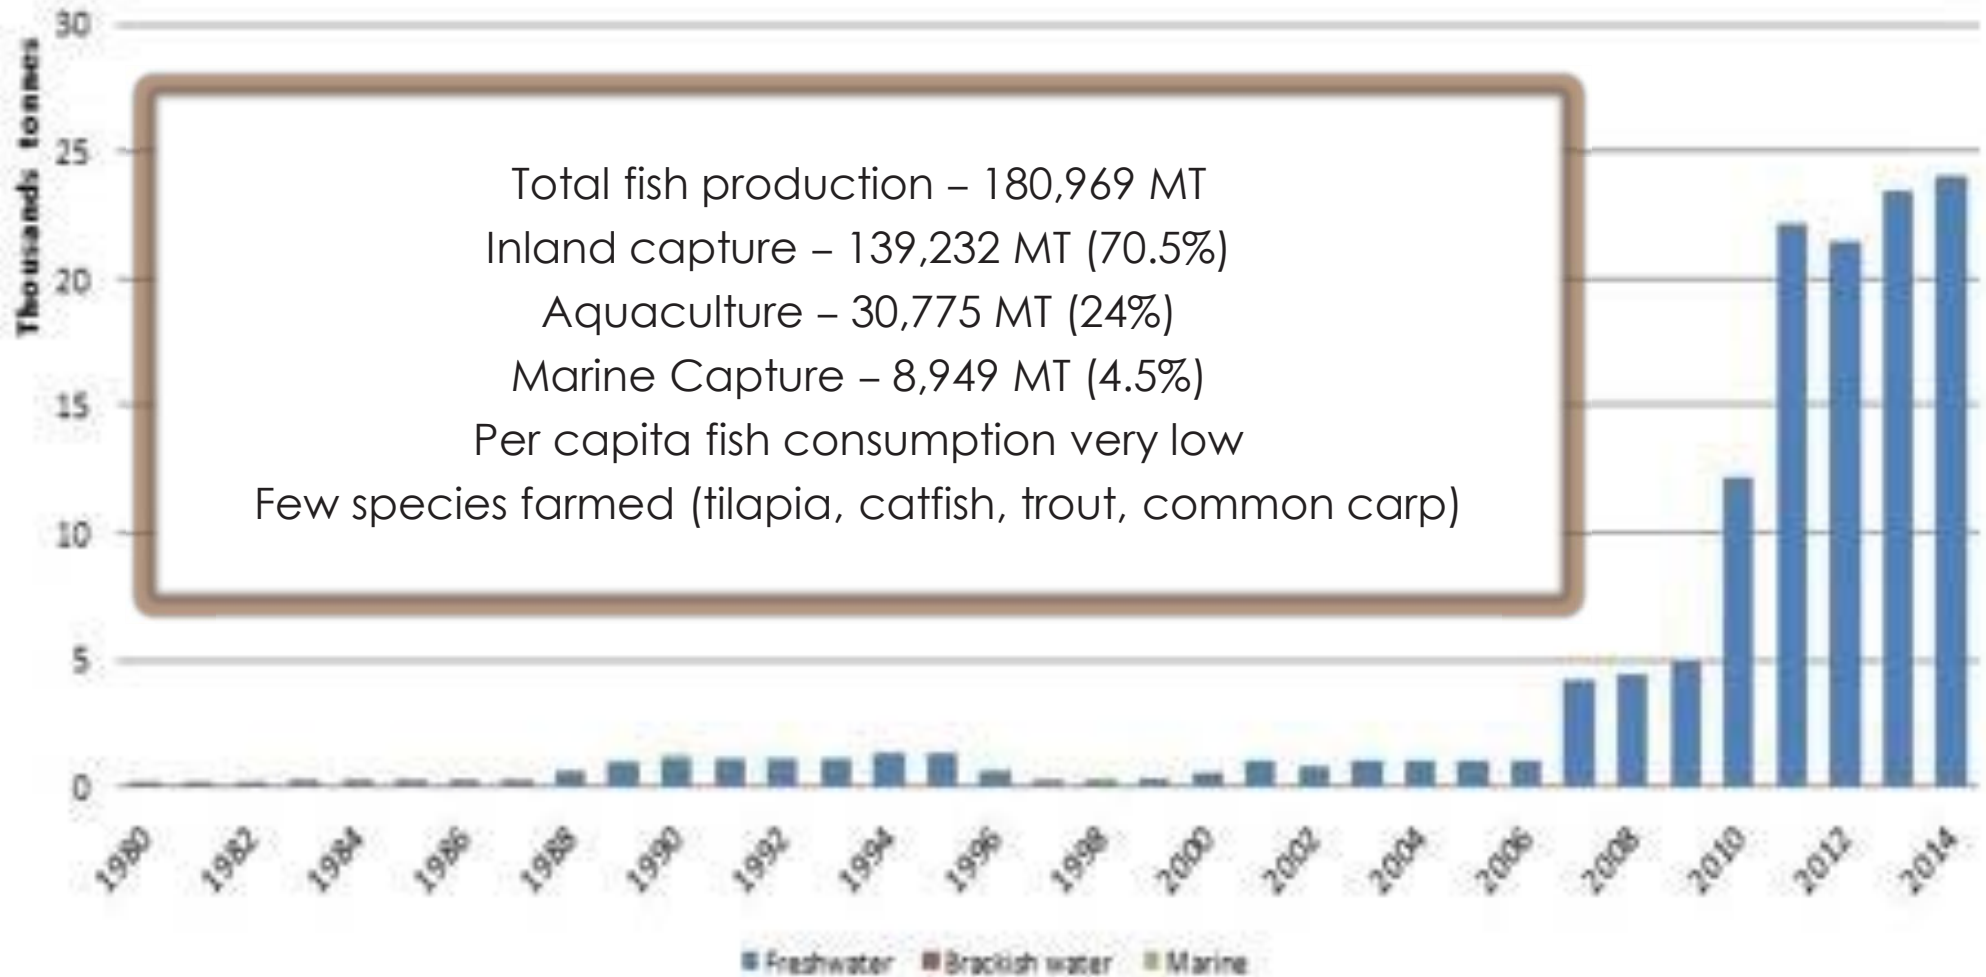 Thousands tonnes
30
25
20
15
10
5
0
Total fish production – 180,969 MT
Inland capture – 139,232 MT (70.5%)
Aquaculture – 30,775 MT (24%)
Marine Capture – 8,949 MT (4.5%)
Per capita fish consumption very low
Few species farmed (tilapia, catfish, trout, common carp)
1980 1982 1984 1986 1988 1990 1992 1994 1996 1998 2000 2002 2004 2006 2008 2010 2012 2014
Freshwater Brackish water Marine